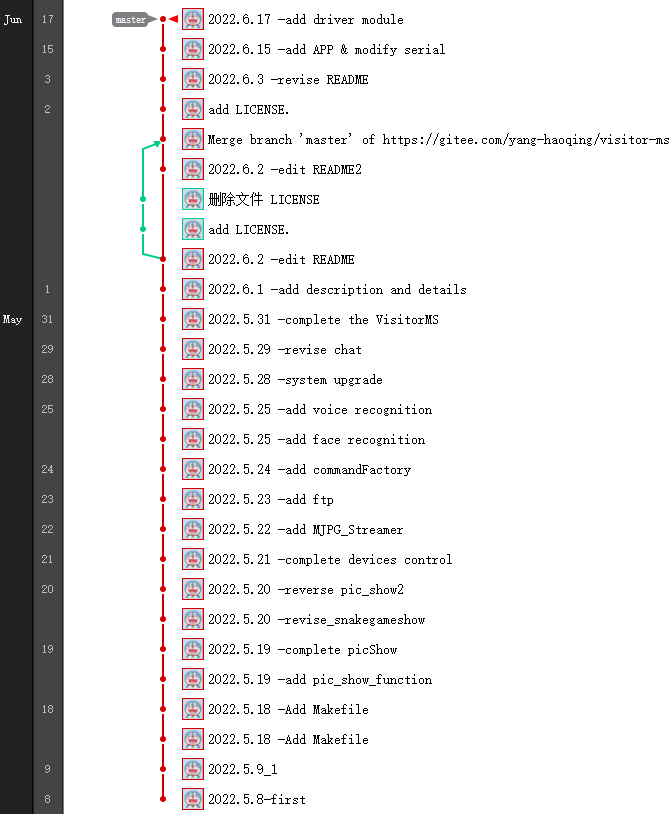 Jun 17 master 2022.6.17 -add driver module
15 2022.6.15 -add APP & modify serial
3 2022.6.3 -revise README
2 add LICENSE.
Merge branch 'master' of https://gitee.com/yang-haoqing/visitor-ms
2022.6.2 -edit README2
删除文件 LICENSE
add LICENSE.
2022.6.2 -edit README
1 2022.6.1 -add description and details
May 31 2022.5.31 -complete the VisitorMS
29 2022.5.29 -revise chat
28 2022.5.28 -system upgrade
25 2022.5.25 -add voice recognition
2022.5.25 -add face recognition
24 2022.5.24 -add commandFactory
23 2022.5.23 -add ftp
22 2022.5.22 -add MJPG_Streamer
21 2022.5.21 -complete devices control
20 2022.5.20 -reverse pic_show2
2022.5.20 -revise_snakegameshow
19 2022.5.19 -complete picShow
2022.5.19 -add pic_show_function
18 2022.5.18 -Add Makefile
2022.5.18 -Add Makefile
9 2022.5.9_1
8 2022.5.8-first